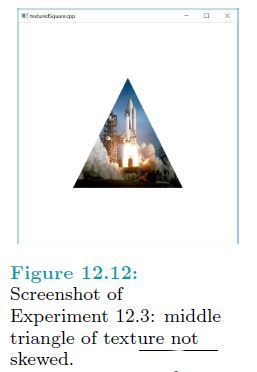 texturedSquare.cpp
Figure 12.12:
Screenshot of
Experiment 12.3: middle
triangle of texture not
skewed.